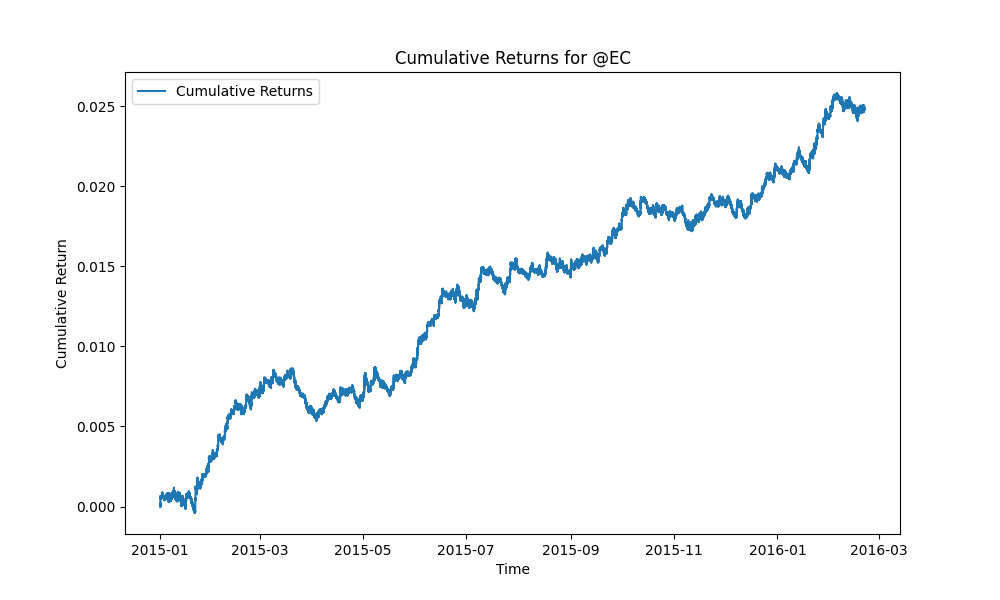 Cumulative Returns for @EC
Cumulative Returns
Cumulative Return
0.025
0.020
0.015
0.010
0.005
0.000
2015-01 2015-03 2015-05 2015-07 2015-09 2015-11 2016-01 2016-03
Time